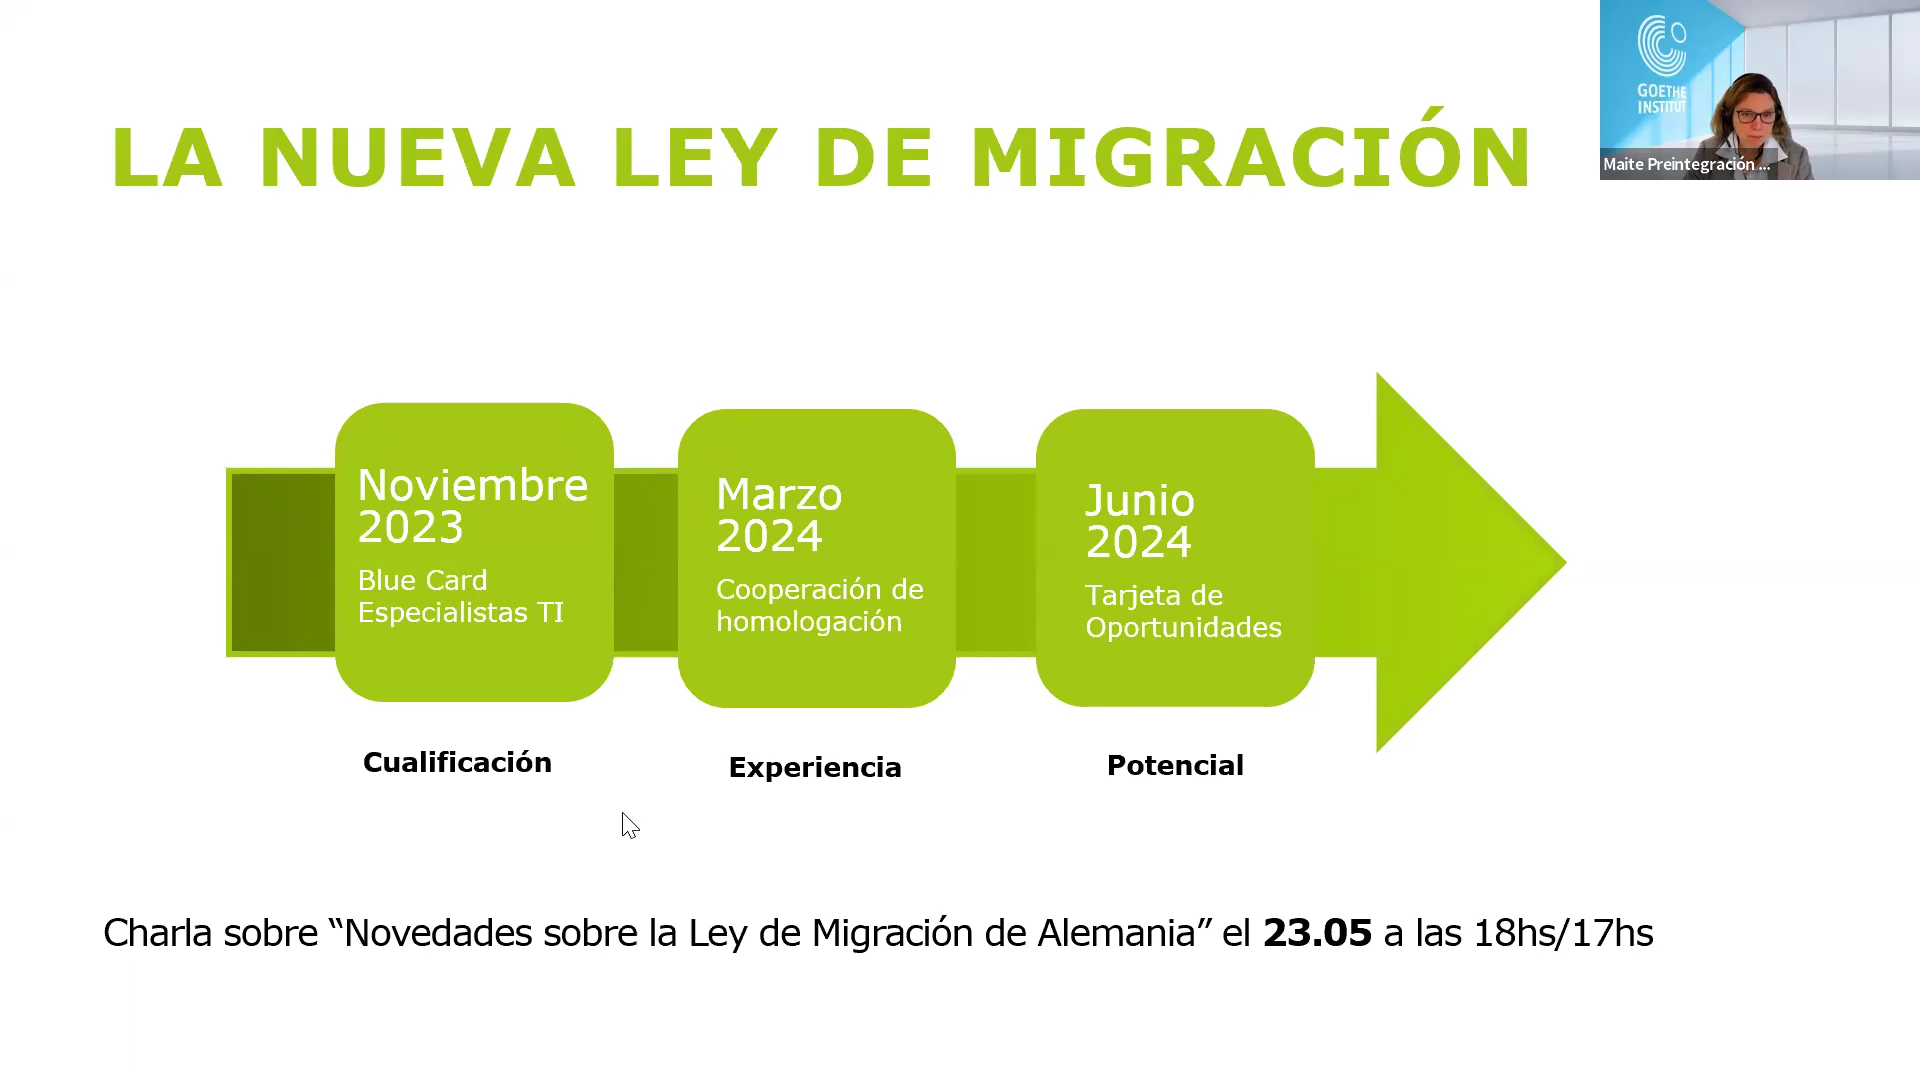 LA NUEVA LEY DE MIGRACIÓN
GOETHE
INSTITUT
Maite Preintegración ...
Noviembre
2023
Blue Card
Especialistas TI
Marzo
2024
Cooperación de
homologación
Junio
2024
Tarjeta de
Oportunidades
Cualificación
Experiencia
Potencial
Charla sobre “Novedades sobre la Ley de Migración de Alemania” el 23.05 a las 18hs/17hs